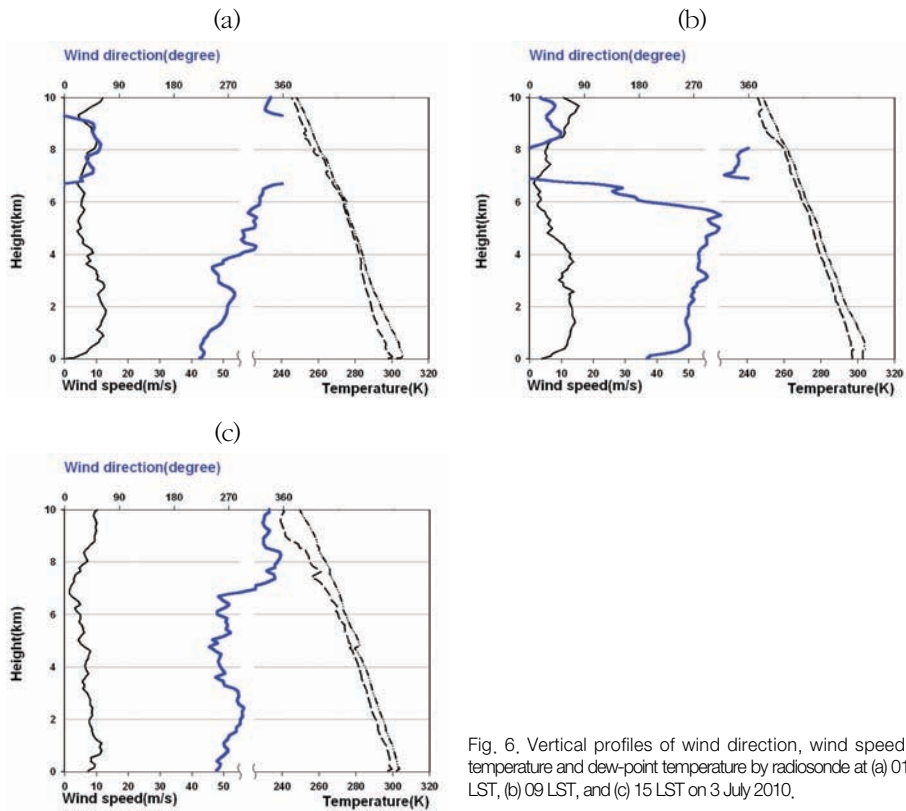 (a)
Wind direction(degree)
0 90 180 270 360
10
8
6
4
2
0
Height(km)
0 10 20 30 40 50 240 260 280 300 320
Wind speed(m/s) Temperature(K)
(b)
Wind direction(degree)
0 90 180 270 360
10
8
6
4
2
0
Height(km)
0 10 20 30 40 50 240 260 280 300 320
Wind speed(m/s) Temperature(K)
(c)
Wind direction(degree)
0 90 180 270 360
10
8
6
4
2
0
Height(km)
0 10 20 30 40 50 240 260 280 300 320
Wind speed(m/s) Temperature(K)
Fig. 6. Vertical profiles of wind direction, wind speed
temperature and dew-point temperature by radiosonde at (a) 01
LST, (b) 09 LST, and (c) 15 LST on 3 July 2010.